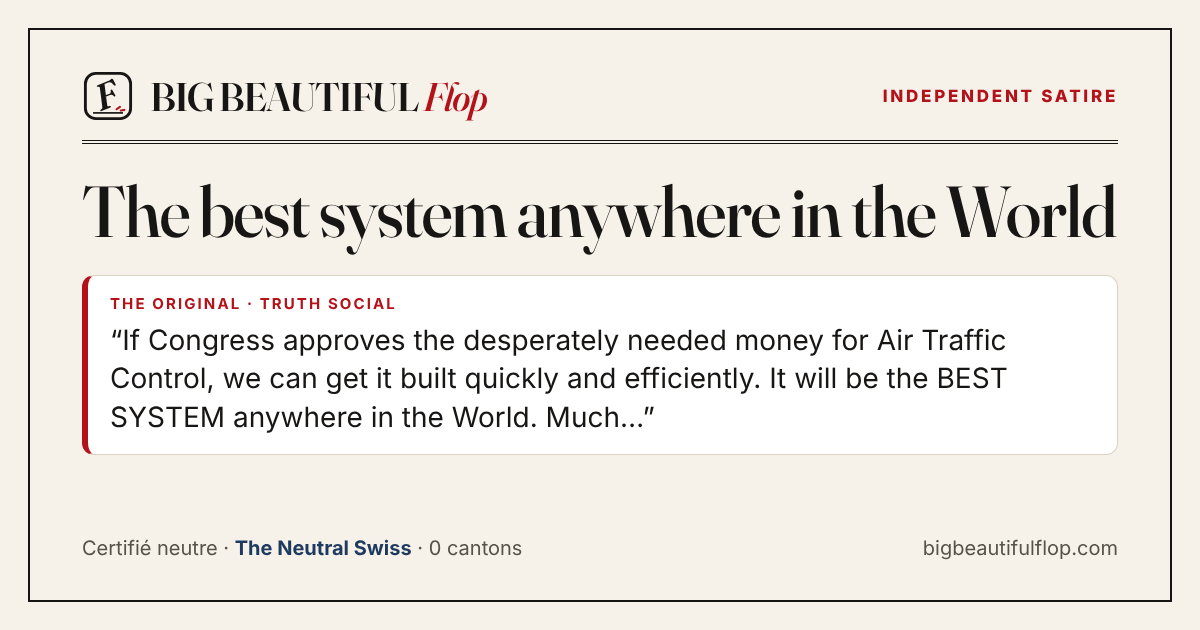 F
BIG BEAUTIFUL Flop
INDEPENDENT SATIRE
The best system anywhere in the World
THE ORIGINAL · TRUTH SOCIAL
“If Congress approves the desperately needed money for Air Traffic
Control, we can get it built quickly and efficiently. It will be the BEST
SYSTEM anywhere in the World. Much…”
Certifié neutre · The Neutral Swiss · 0 cantons
bigbeautifulflop.com